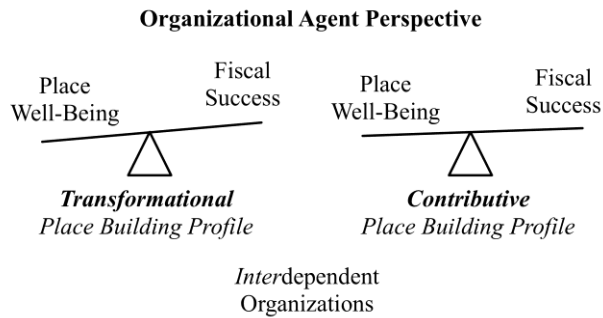 Organizational Agent Perspective
Place
Well-Being
Fiscal
Success
Transformational
Place Building Profile
Place
Well-Being
Fiscal
Success
Contributive
Place Building Profile
Interdependent
Organizations